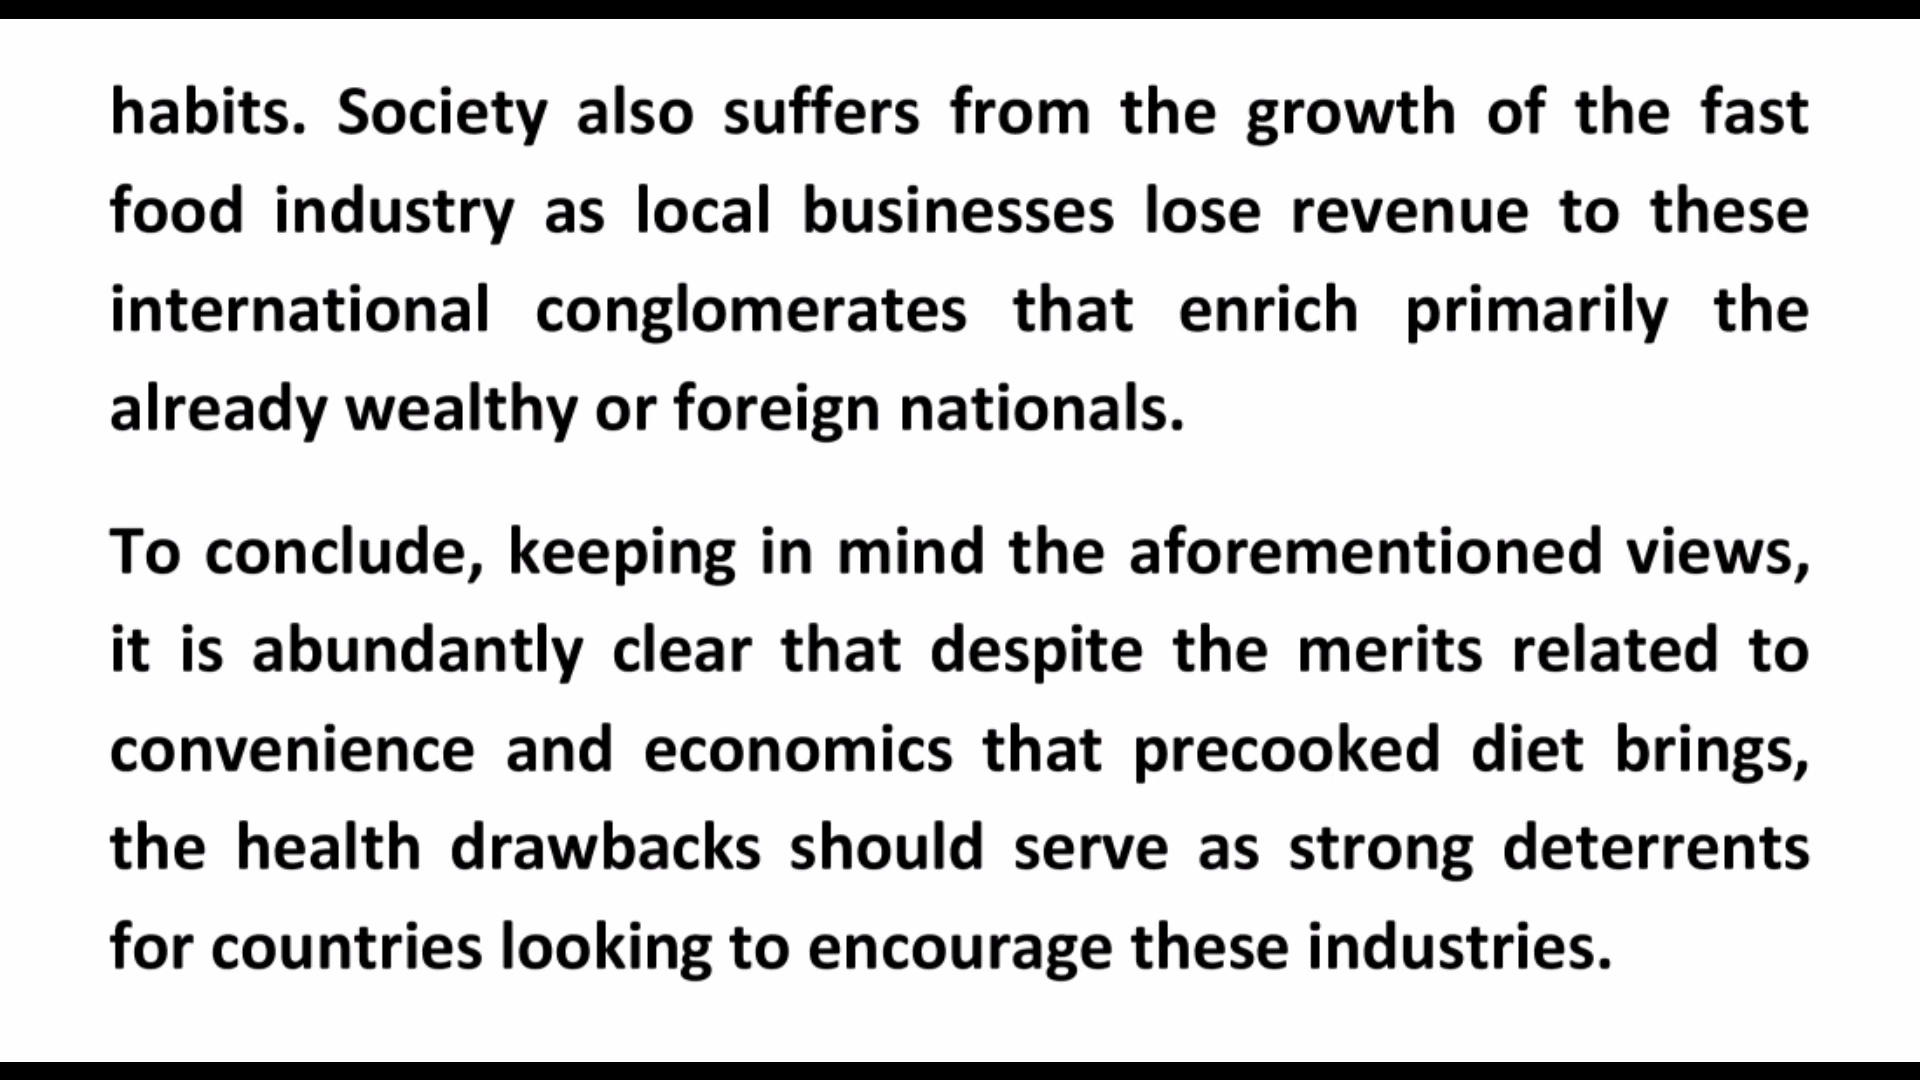 habits. Society also suffers from the growth of the fast
food industry as local businesses lose revenue to these
international conglomerates that enrich primarily the
already wealthy or foreign nationals.
To conclude, keeping in mind the aforementioned views,
it is abundantly clear that despite the merits related to
convenience and economics that precooked diet brings,
the health drawbacks should serve as strong deterrents
for countries looking to encourage these industries.